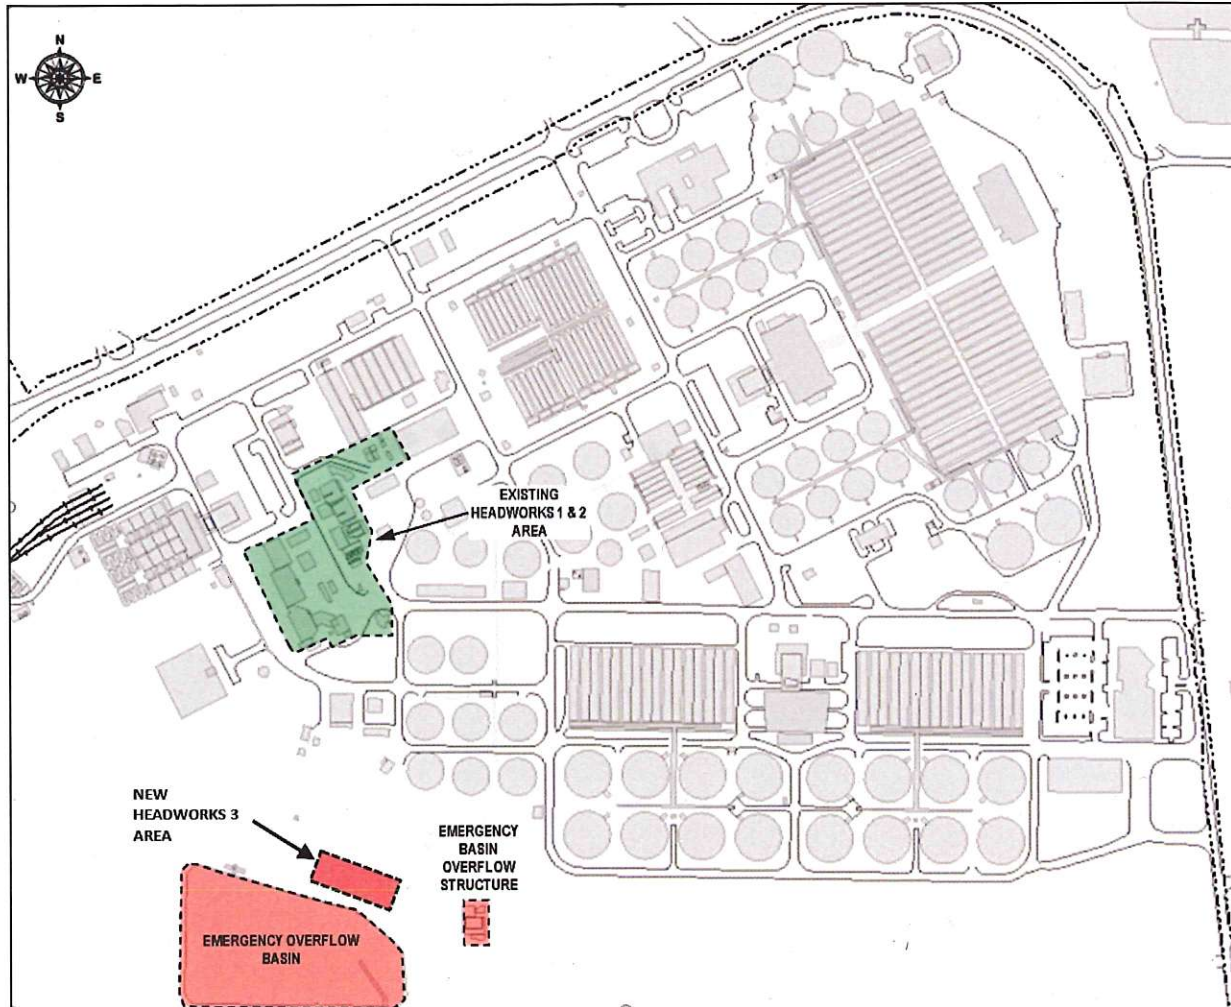 N
W E
S
EXISTING
HEADWORKS 1 & 2
AREA
NEW
HEADWORKS 3
AREA
EMERGENCY
BASIN
OVERFLOW
STRUCTURE
EMERGENCY OVERFLOW
BASIN